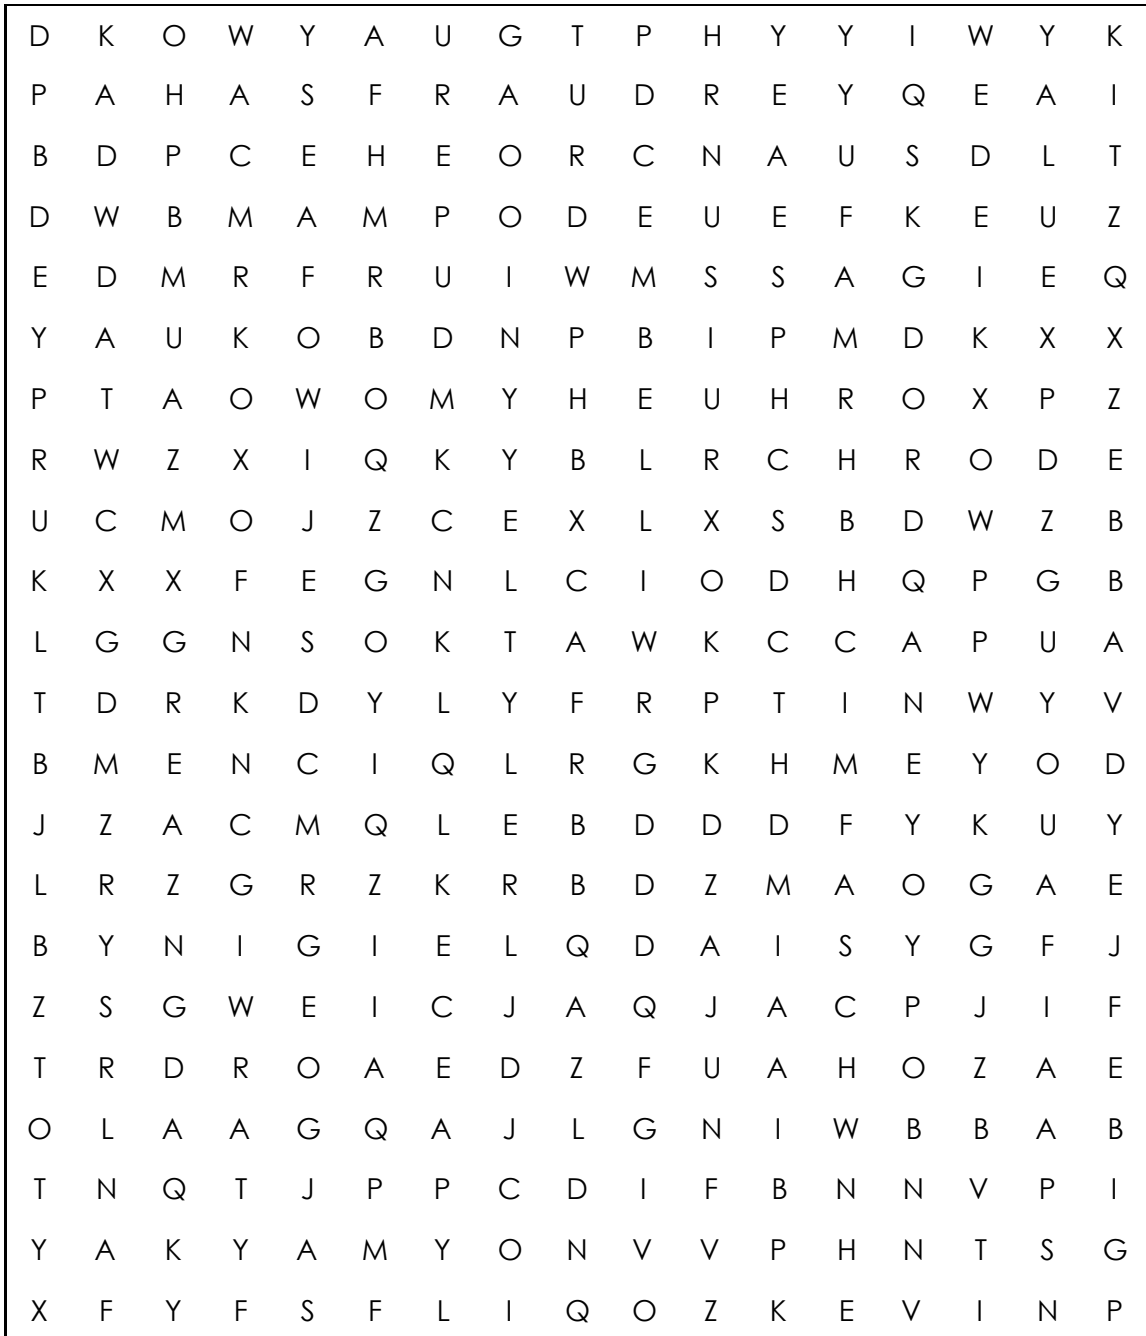 D K O W Y A U G T P H Y Y I W Y K
P A H A S F R A U D R E Y Q E A I
B D P C E H E O R C N A U S D L T
D W B M A M P O D E U E F K E U Z
E D M R F R U I W M S S A G I E Q
Y A U K O B D N P B I P M D K X X
P T A O W O M Y H E U H R O X P Z
R W Z X I Q K Y B L R C H R O D E
U C M O J Z C E X L X S B D W Z B
K X X F E G N L C I O D H Q P G B
L G G N S O K T A W K C C A P U A
T D R K D Y L Y F R P T I N W Y V
B M E N C I Q L R G K H M E Y O D
J Z A C M Q L E B D D D F Y K U Y
L R Z G R Z K R B D Z M A O G A E
B Y N I G I E L Q D A I S Y G F J
Z S G W E I C J A Q J A C P J I F
T R D R O A E D Z F U A H O Z A E
O L A A G Q A J L G N I W B B A B
T N Q T J P P C D I F B N N V P I
Y A K Y A M Y O N V V P H N T S G
X F Y F S F L I Q O Z K E V I N P